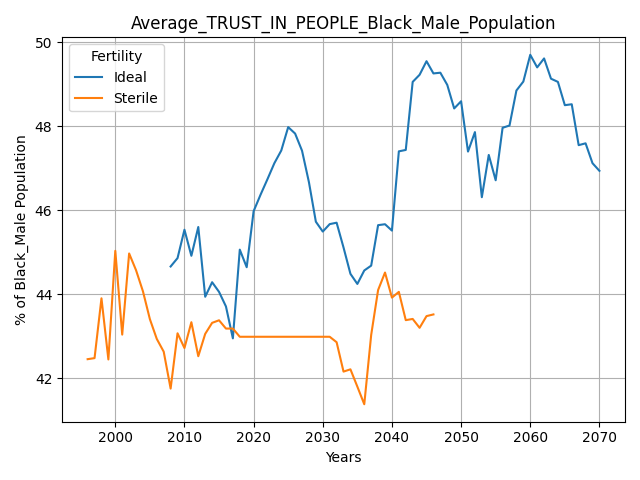 Average_TRUST_IN_PEOPLE_Black_Male_Population
Fertility
Ideal
Sterile
% of Black_Male Population
50
48
46
44
42
2000 2010 2020 2030 2040 2050 2060 2070
Years